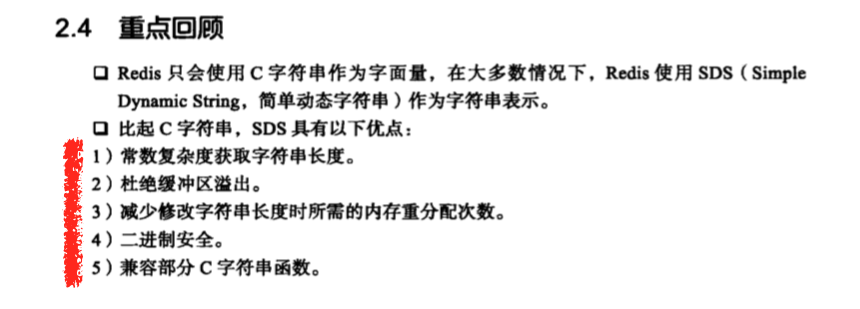 2.4 重点回顾
❑ Redis 只会使用 C 字符串作为字面量，在大多数情况下，Redis 使用 SDS（Simple
Dynamic String，简单动态字符串）作为字符串表示。
❑ 比起 C 字符串，SDS 具有以下优点：
1）常数复杂度获取字符串长度。
2）杜绝缓冲区溢出。
3）减少修改字符串长度时所需的内存重分配次数。
4）二进制安全。
5）兼容部分 C 字符串函数。